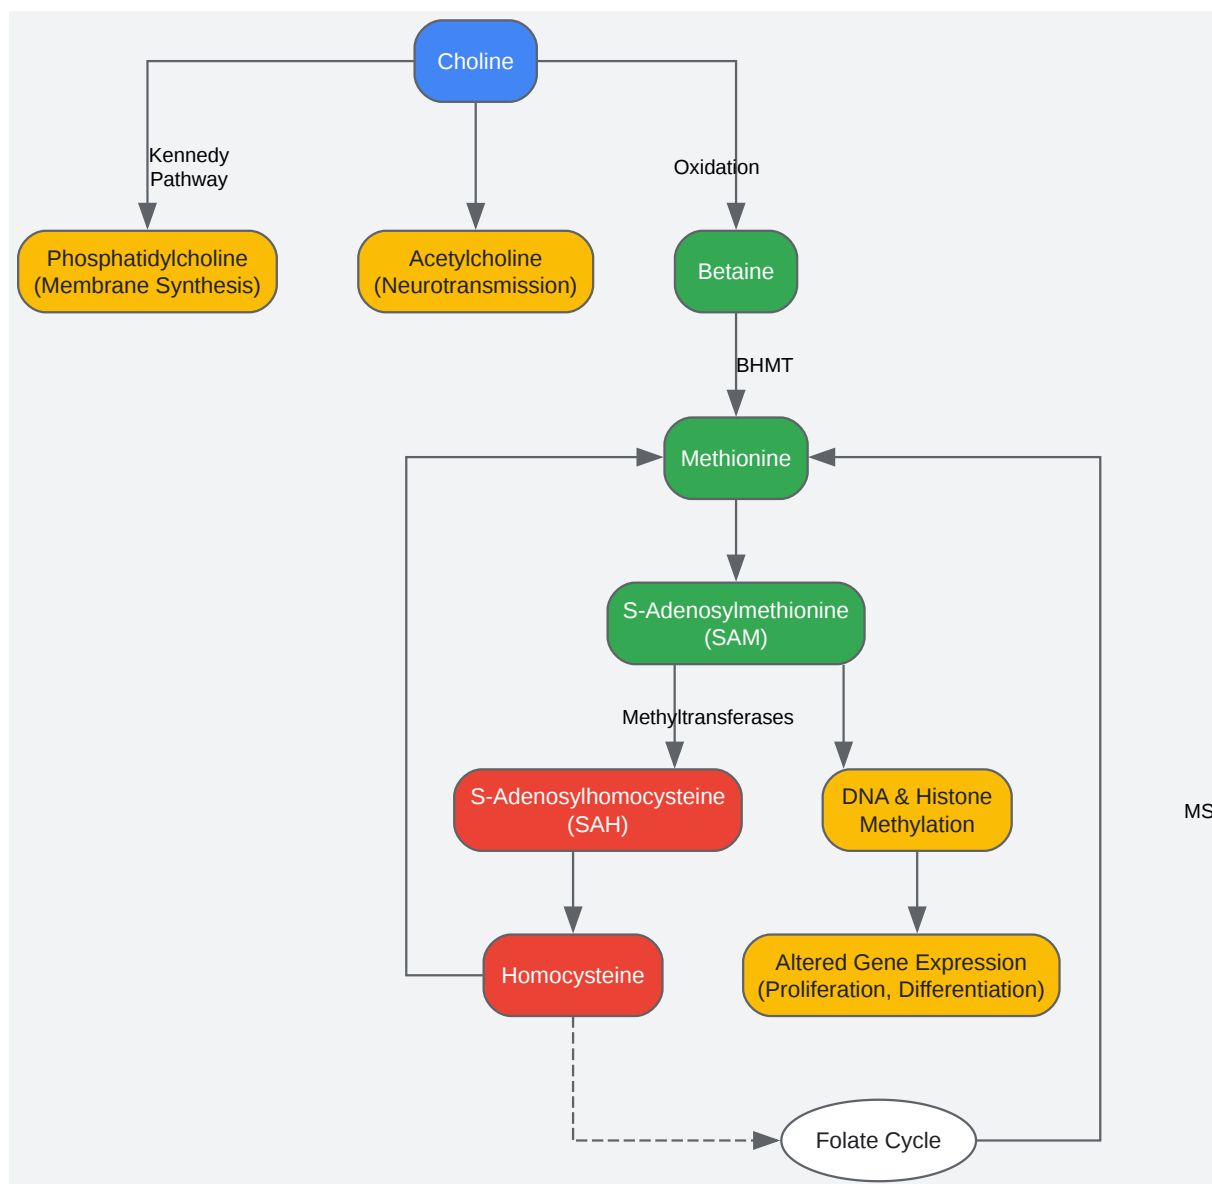 Choline
Kennedy
Pathway
Oxidation
Phosphatidylcholine
(Membrane Synthesis)
Acetylcholine
(Neurotransmission)
Betaine
BHMT
Methionine
S-Adenosylmethionine
(SAM)
Methyltransferases
S-Adenosylhomocysteine
(SAH)
DNA & Histone
Methylation
MS
Homocysteine
Altered Gene Expression
(Proliferation, Differentiation)
Folate Cycle